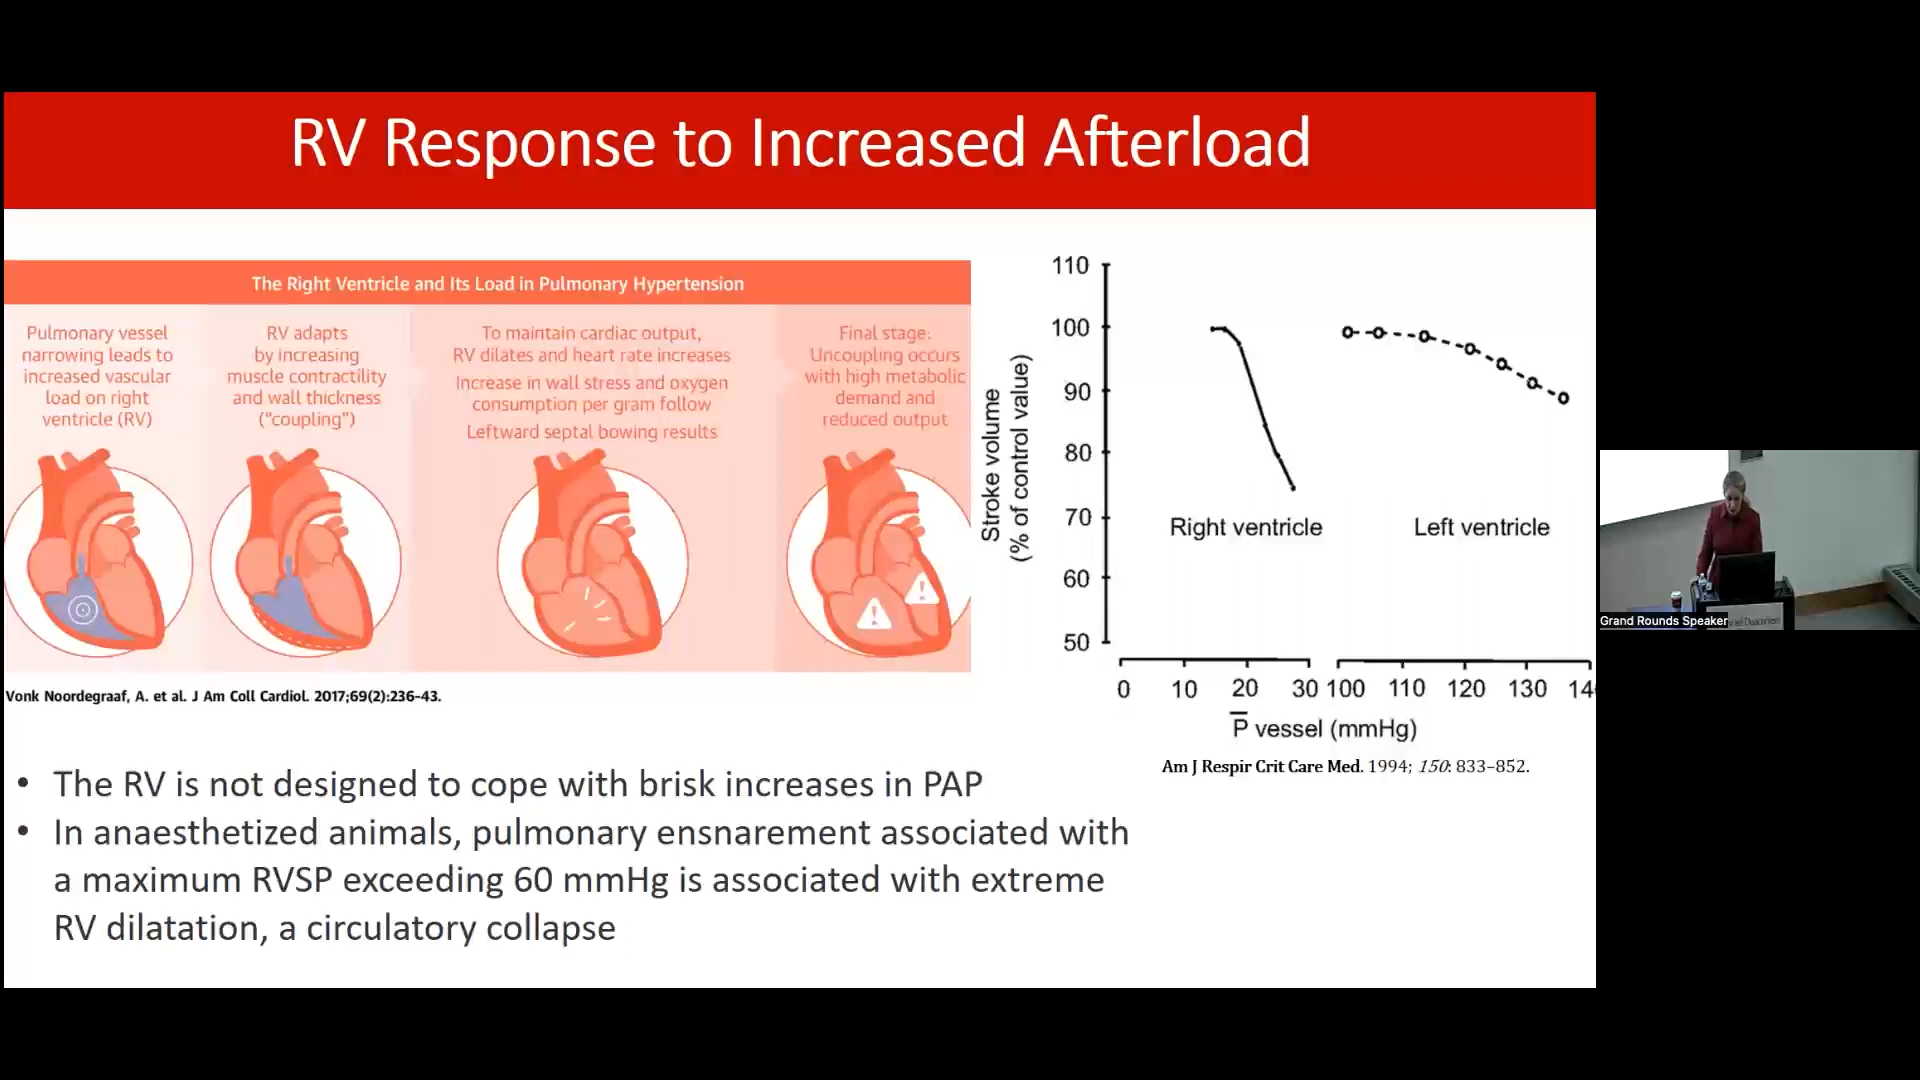 RV Response to Increased Afterload
The Right Ventricle and Its Load in Pulmonary Hypertension
Pulmonary vessel
narrowing leads to
increased vascular
load on right
ventricle (RV)
RV adapts
by increasing
muscle contractility
and wall thickness
(“coupling”)
To maintain cardiac output,
RV dilates and heart rate increases
Increase in wall stress and oxygen
consumption per gram follow
Leftward septal bowing results
Final stage:
Uncoupling occurs
with high metabolic
demand and
reduced output
Vonk Noordegraaf, A. et al. J Am Coll Cardiol. 2017;69(2):236–43.
Stroke volume
(% of control value)
110
100
90
80
70
60
50
Right ventricle
Left ventricle
0 10 20 30 100 110 120 130 14
P vessel (mmHg)
Am J Respir Crit Care Med. 1994; 150: 833–852.
• The RV is not designed to cope with brisk increases in PAP
• In anaesthetized animals, pulmonary ensnarement associated with
a maximum RVSP exceeding 60 mmHg is associated with extreme
RV dilatation, a circulatory collapse
Grand Rounds Speaker